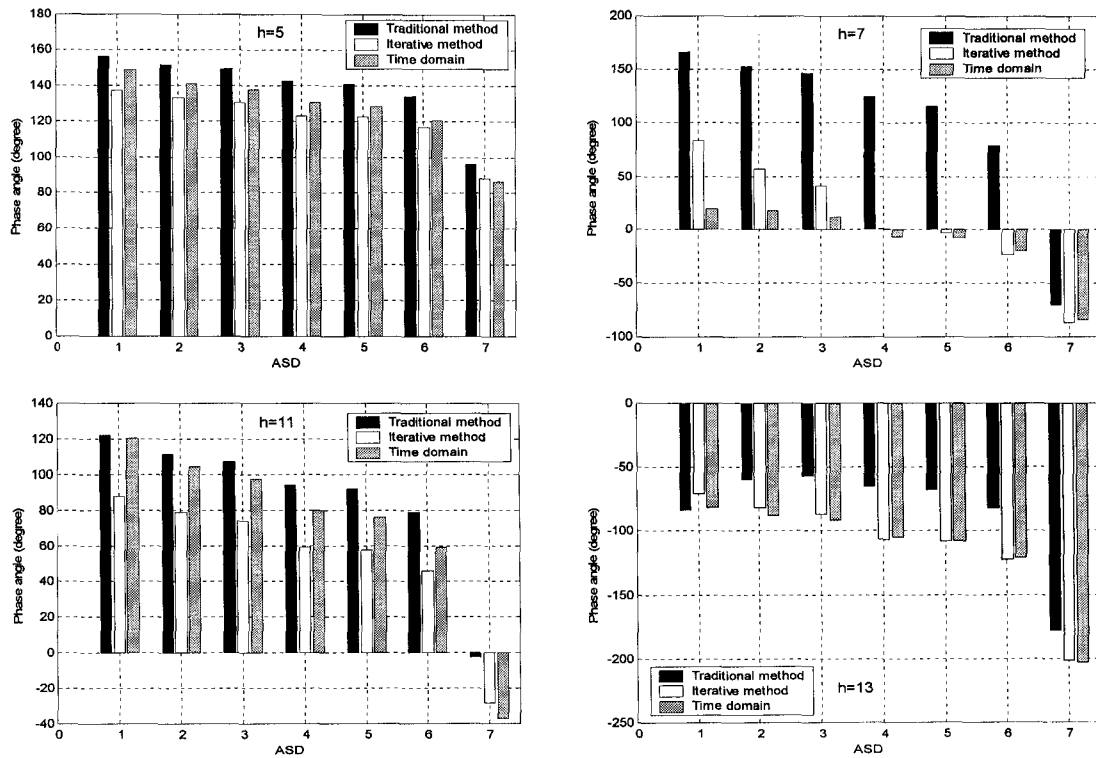 180
160
140
120
100
80
60
40
20
0
Phase angle (degree)
h=5
Traditional method
Iterative method
Time domain
0 1 2 3 4 5 6 7
ASD
200
150
100
50
0
-50
-100
Phase angle (degree)
h=7
Traditional method
Iterative method
Time domain
0 1 2 3 4 5 6 7
ASD
140
120
100
80
60
40
20
0
-20
-40
Phase angle (degree)
h=11
Traditional method
Iterative method
Time domain
0 1 2 3 4 5 6 7
ASD
0
-50
-100
-150
-200
-250
Phase angle (degree)
Traditional method
Iterative method
Time domain
h=13
0 1 2 3 4 5 6 7
ASD